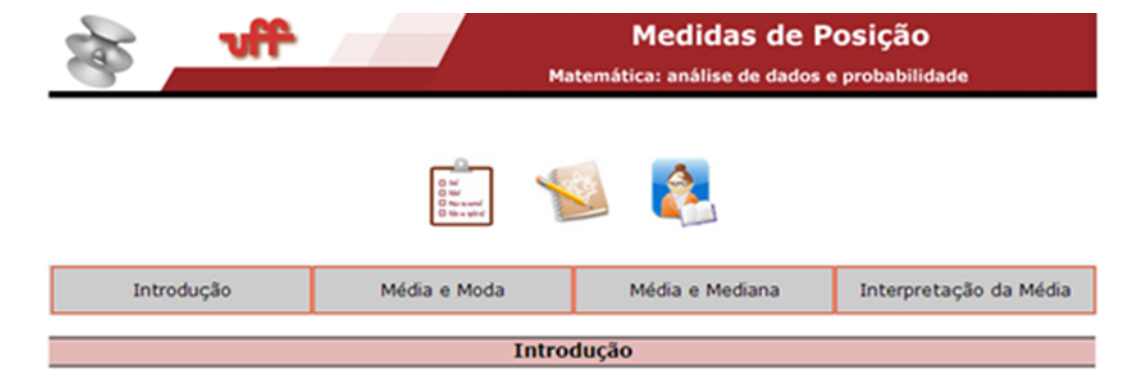 uff
Medidas de Posição
Matemática: análise de dados e probabilidade
Introdução
Média e Moda
Média e Mediana
Interpretação da Média
Introdução